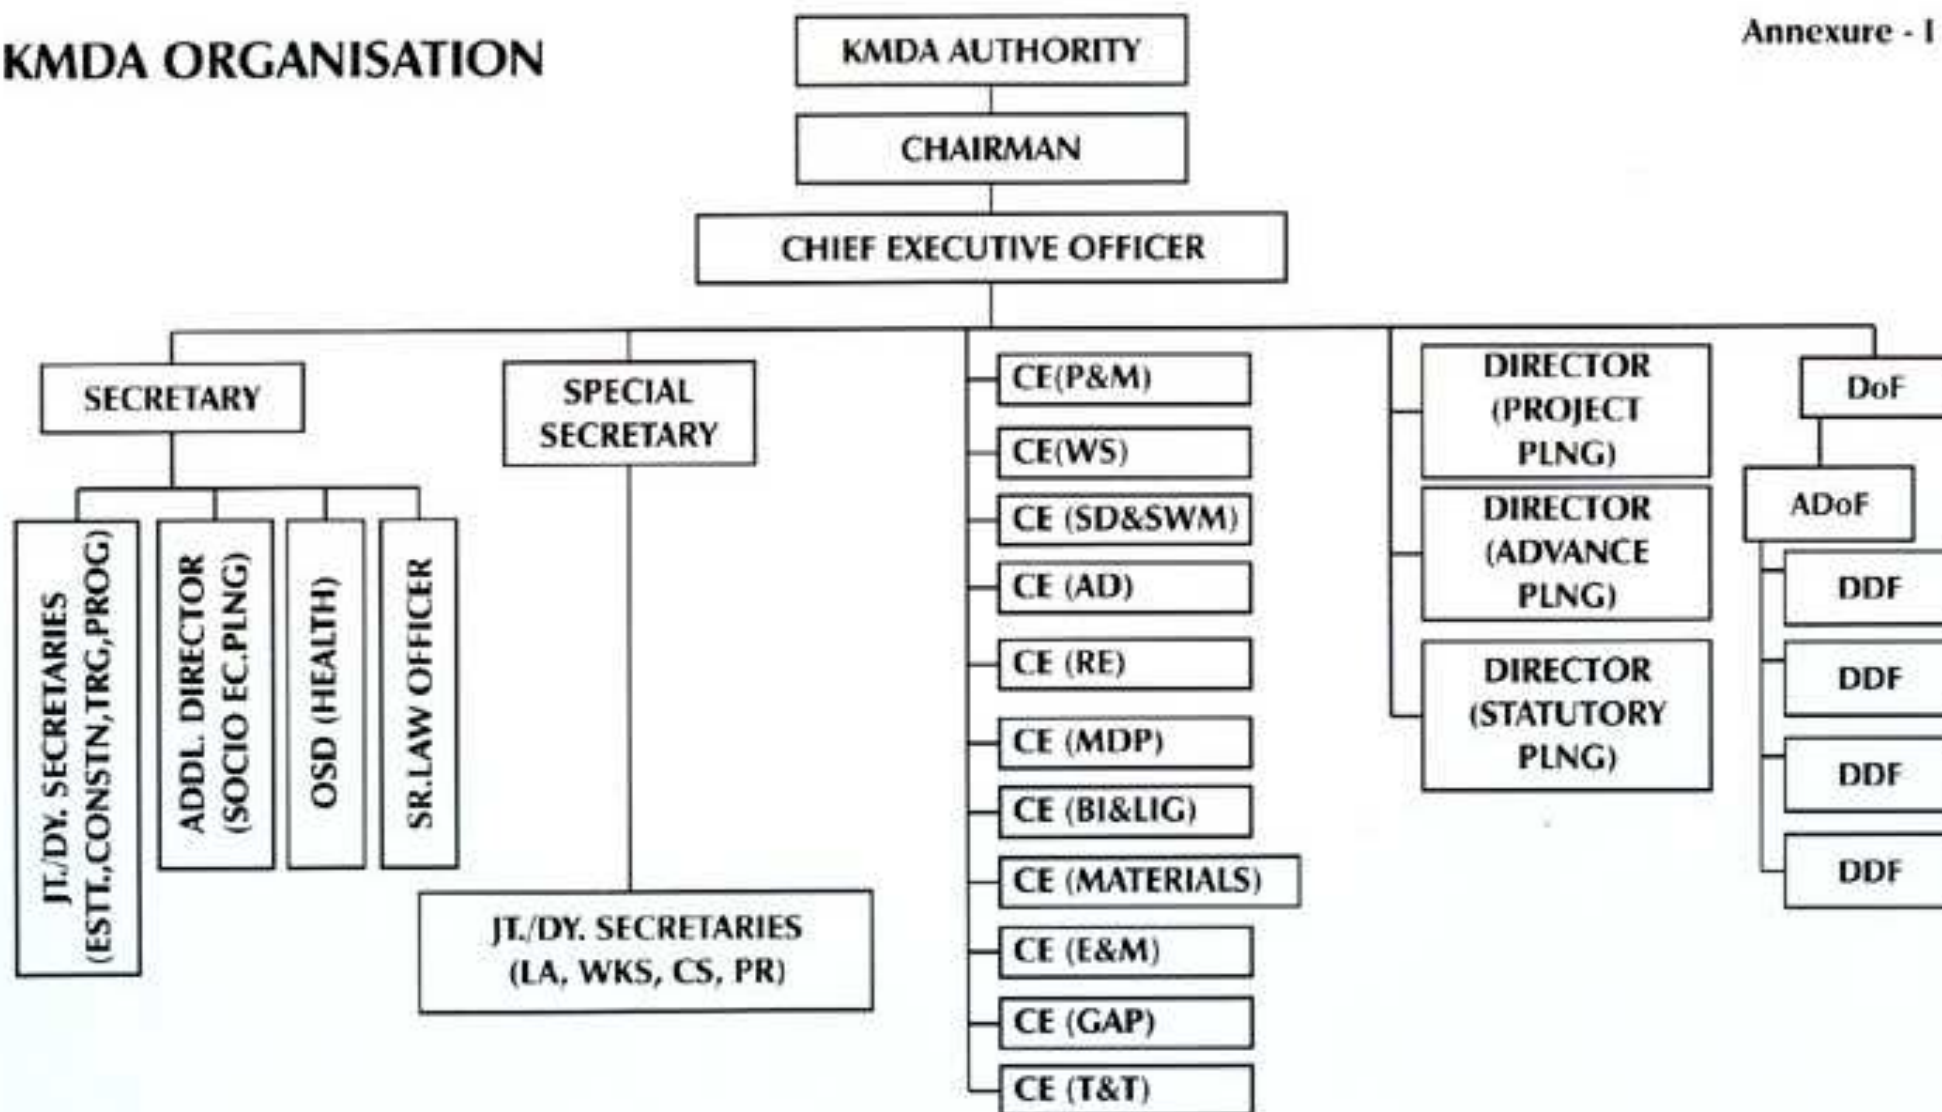 KMDA ORGANISATION
Annexure - I
KMDA AUTHORITY
CHAIRMAN
CHIEF EXECUTIVE OFFICER
SECRETARY
JT./DY. SECRETARIES
(ESTT.,CONSTN,TRG,PROG)
ADDL. DIRECTOR
(SOCIO EC.PLNG)
OSD (HEALTH)
SR.LAW OFFICER
SPECIAL
SECRETARY
JT./DY. SECRETARIES
(LA, WKS, CS, PR)
CE(P&M)
CE(WS)
CE (SD&SWM)
CE (AD)
CE (RE)
CE (MDP)
CE (BI&LIG)
CE (MATERIALS)
CE (E&M)
CE (GAP)
CE (T&T)
DIRECTOR
(PROJECT
PLNG)
DIRECTOR
(ADVANCE
PLNG)
DIRECTOR
(STATUTORY
PLNG)
DoF
ADoF
DDF
DDF
DDF
DDF